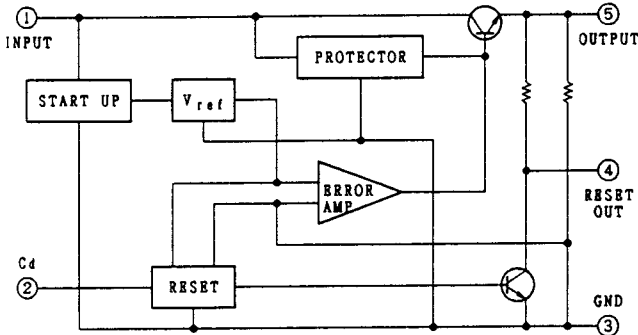 1
INPUT
5
OUTPUT
PROTECTOR
START UP
Vref
4
RESET
OUT
ERROR
AMP
Cd
2
RESET
GND
3